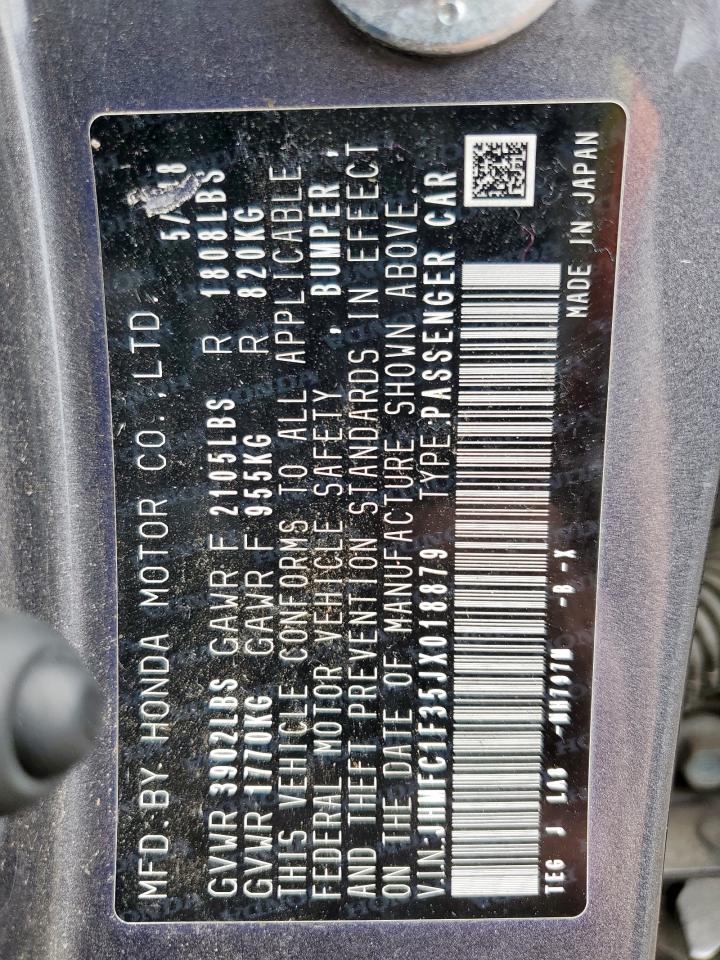 MFD. BY HONDA MOTOR CO., LTD.
GVWR 3902LBS GAWR F 2105LBS R 1808LBS
GVWR 1770KG GAWR F 955KG R 820KG
THIS VEHICLE CONFORMS TO ALL APPLICABLE
FEDERAL MOTOR VEHICLE SAFETY , BUMPER ,
AND THEFT PREVENTION STANDARDS IN EFFECT
ON THE DATE OF MANUFACTURE SHOWN ABOVE.
V.I.N: JHMFC1F35JX018879 TYPE: PASSENGER CAR
TEG J LAB -NH797M -B -X
MADE IN JAPAN